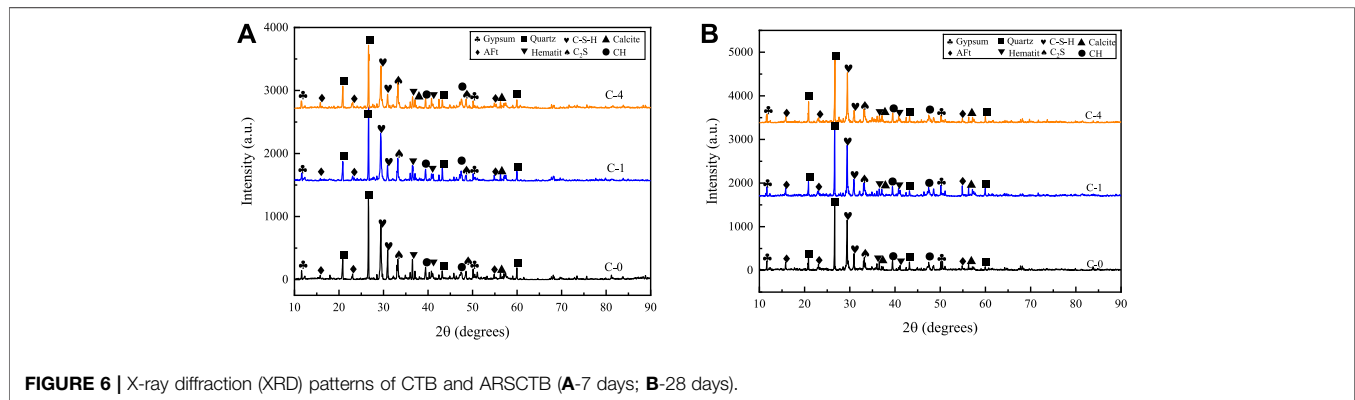 A
♣ Gypsum ■ Quartz ♥ C-S-H ▲ Calcite
♦ AFt ▼ Hematit ♠ C₂S ● CH
Intensity (a.u.)
4000
3000
2000
1000
0
C-4
C-1
C-0
10 20 30 40 50 60 70 80 90
2θ (degrees)
B
♣ Gypsum ■ Quartz ♥ C-S-H ▲ Calcite
♦ AFt ▼ Hematit ♠ C₂S ● CH
Intensity (a.u.)
5000
4000
3000
2000
1000
0
C-4
C-1
C-0
10 20 30 40 50 60 70 80 90
2θ (degrees)
FIGURE 6 | X-ray diffraction (XRD) patterns of CTB and ARSCTB (A-7 days; B-28 days).